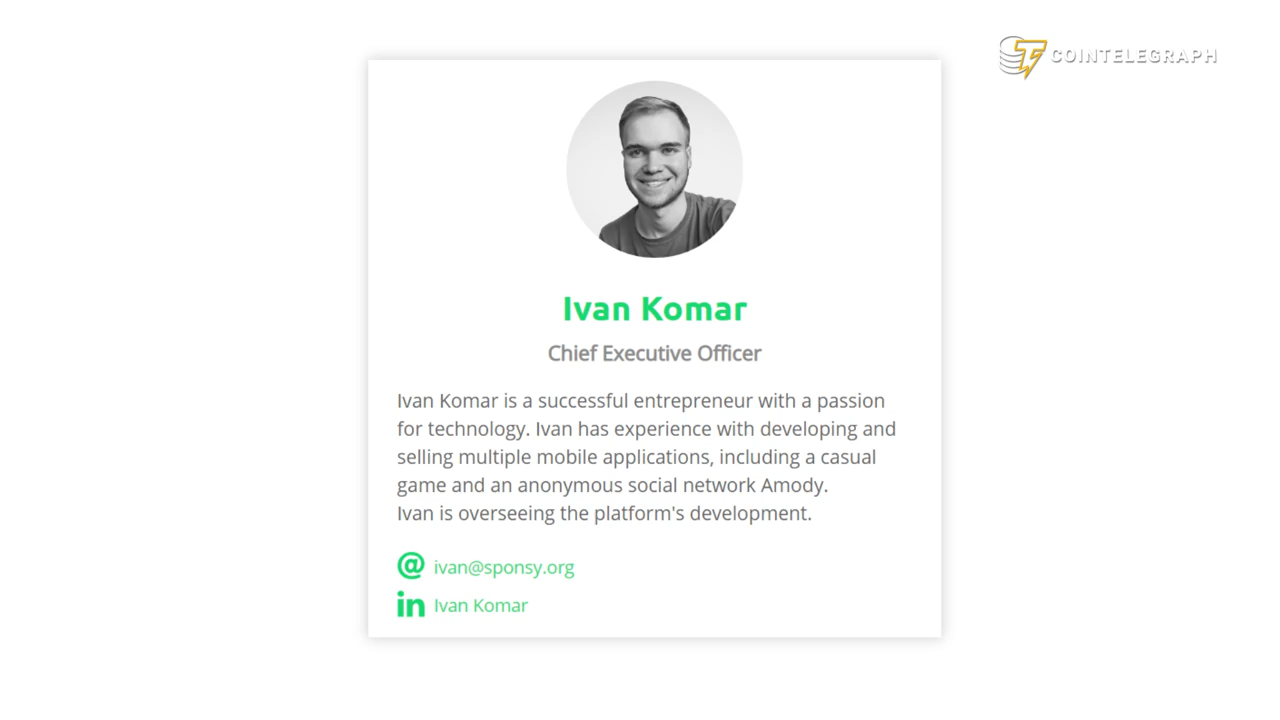 COINTELEGRAPH
Ivan Komar
Chief Executive Officer
Ivan Komar is a successful entrepreneur with a passion
for technology. Ivan has experience with developing and
selling multiple mobile applications, including a casual
game and an anonymous social network Amody.
Ivan is overseeing the platform's development.
@ ivan@sponsy.org
in Ivan Komar